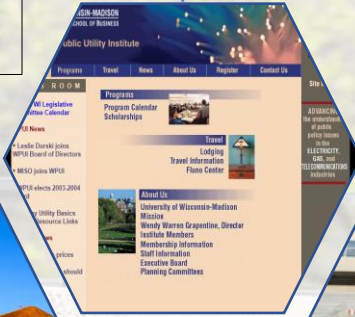 SIN-MADISON
SCHOOL OF BUSINESS
Public Utility Institute
Programs Travel News About Us Register Contact Us
ROOM
WI Legislative
Calendar
News
Leslie Durski joins
WPUI Board of Directors
MISO joins WPUI
WPUI elects 2003-2004
Utility Basics
Resource Links
prices
should
Programs
Program Calendar
Scholarships
Travel
Lodging
Travel Information
Fluno Center
About Us
University of Wisconsin-Madison
Mission
Wendy Warren Grapentine, Director
Institute Members
Membership Information
Staff Information
Executive Board
Planning Committees
Site
ADVANCING
the understanding
of public
policy issues
in the
ELECTRICITY,
GAS, and
TELECOMMUNICATIONS
industries